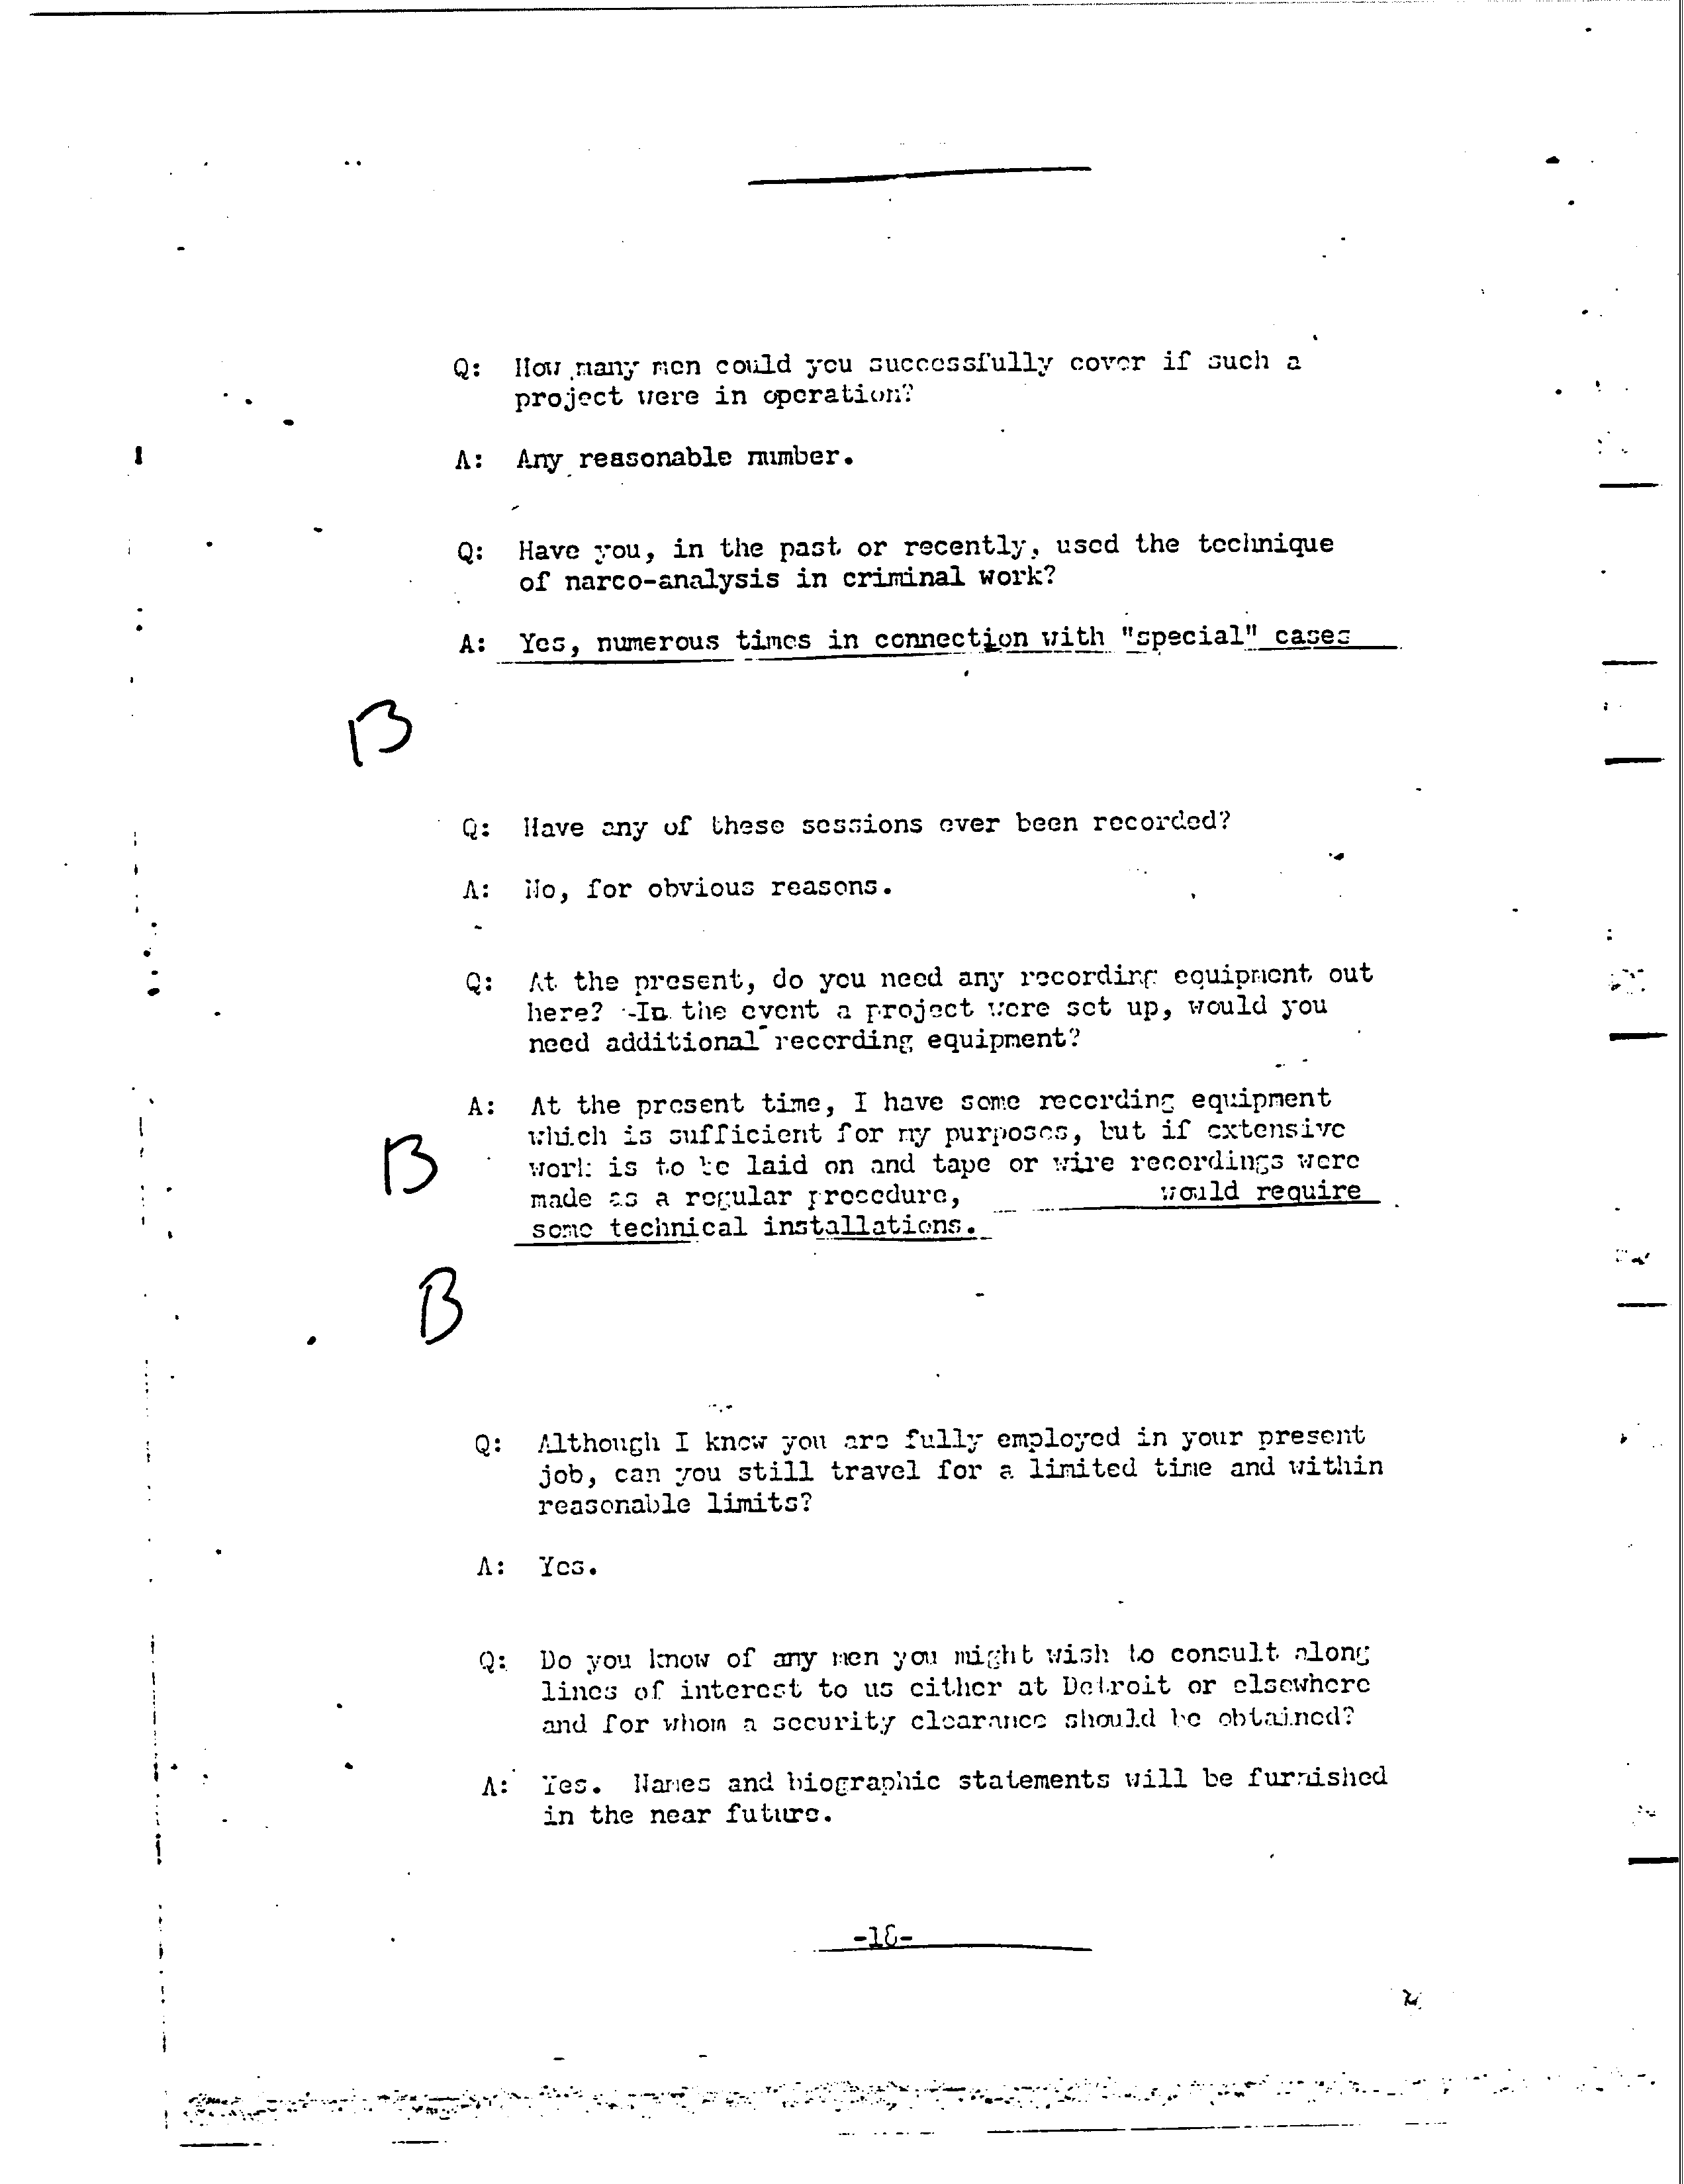 Q: How many men could you successfully cover if such a
project were in operation?
A: Any reasonable number.
Q: Have you, in the past or recently, used the technique
of narco-analysis in criminal work?
A: Yes, numerous times in connection with "special" cases
B
Q: Have any of these sessions ever been recorded?
A: No, for obvious reasons.
Q: At the present, do you need any recording equipment out
here? -In the event a project were set up, would you
need additional recording equipment?
A: At the present time, I have some recording equipment
which is sufficient for my purposes, but if extensive
B
work is to be laid on and tape or wire recordings were
made as a regular procedure, would require
some technical installations.
B
Q: Although I know you are fully employed in your present
job, can you still travel for a limited time and within
reasonable limits?
A: Yes.
Q: Do you know of any men you might wish to consult along
lines of interest to us either at Detroit or elsewhere
and for whom a security clearance should be obtained?
A: Yes. Names and biographic statements will be furnished
in the near future.
-18-